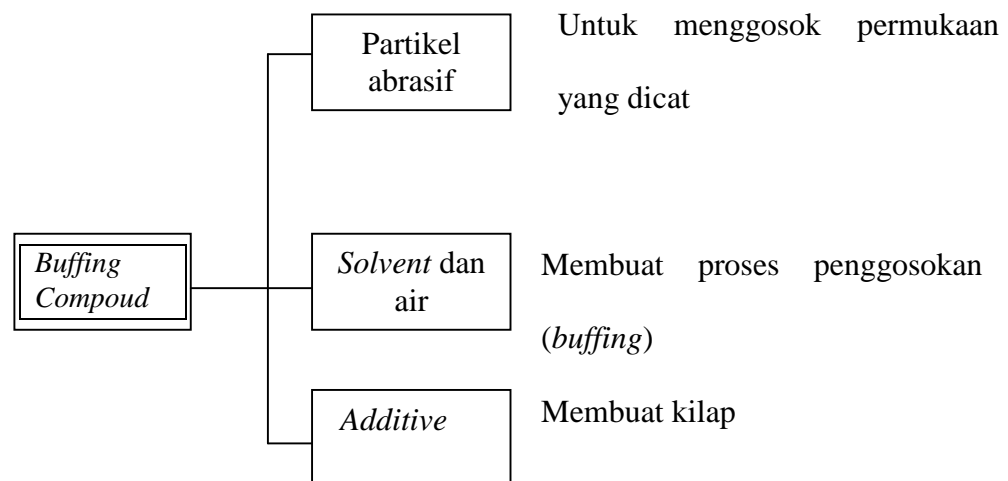 Partikel
abrasif
Untuk menggosok permukaan
yang dicat
Buffing
Compoud
Solvent dan
air
Membuat proses penggosokan
(buffing)
Additive
Membuat kilap